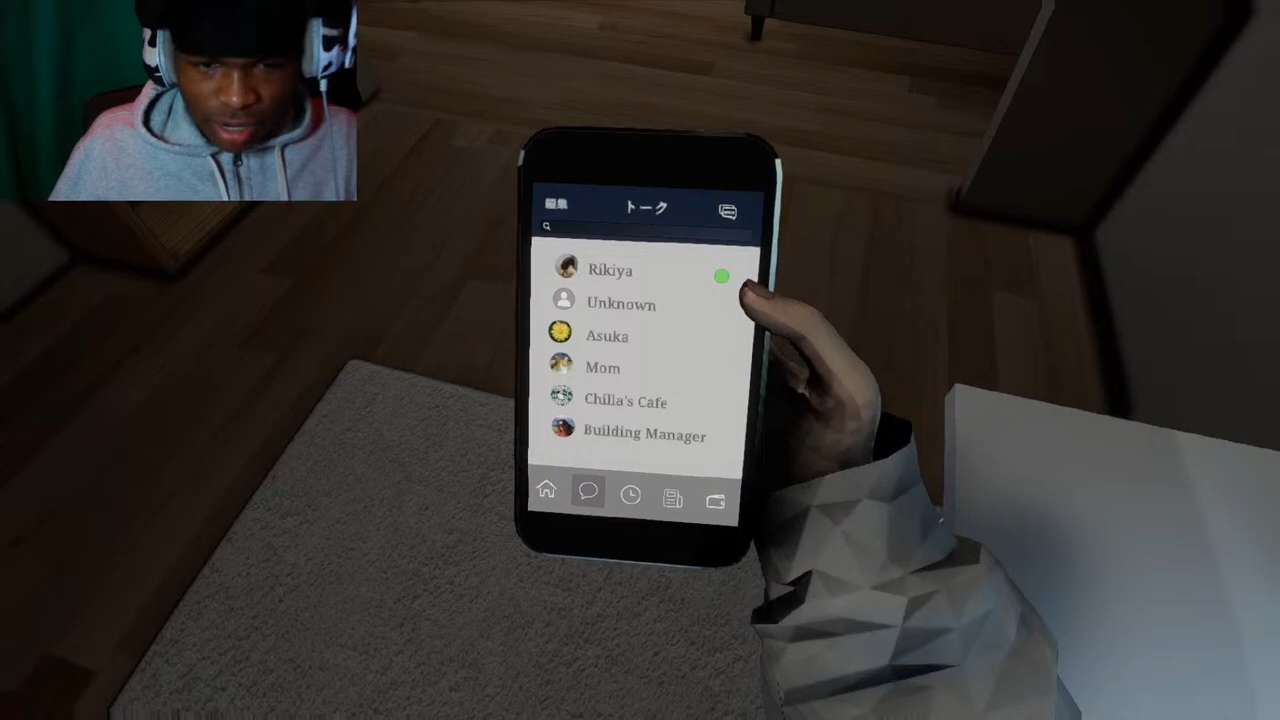 編集
トーク
Rikiya
Unknown
Asuka
Mom
Chilla's Cafe
Building Manager